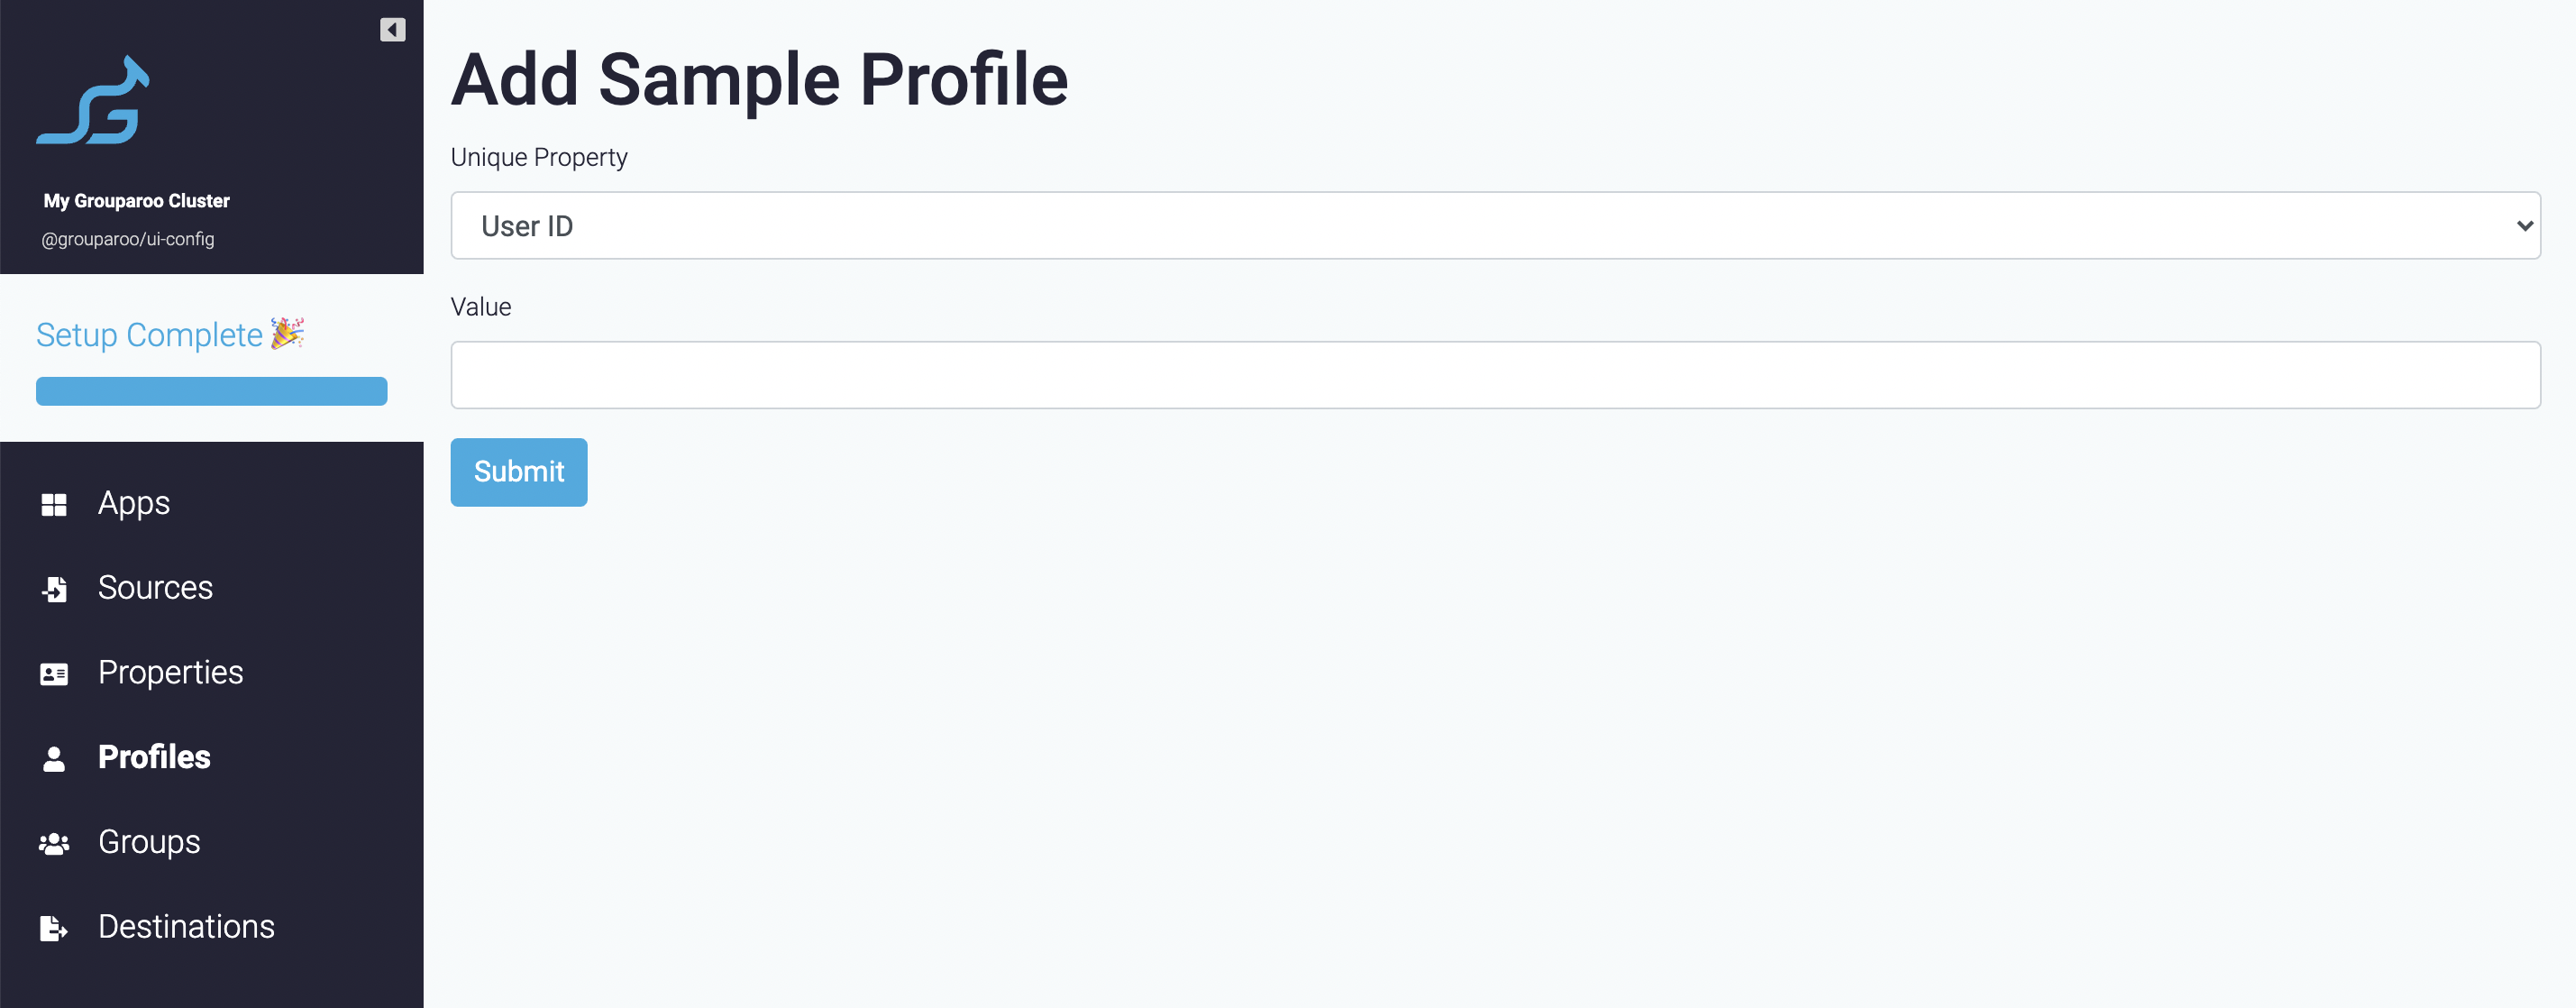 My Grouparoo Cluster
@grouparoo/ui-config
Setup Complete 🎉
Apps
Sources
Properties
Profiles
Groups
Destinations
Add Sample Profile
Unique Property
User ID
Value
Submit